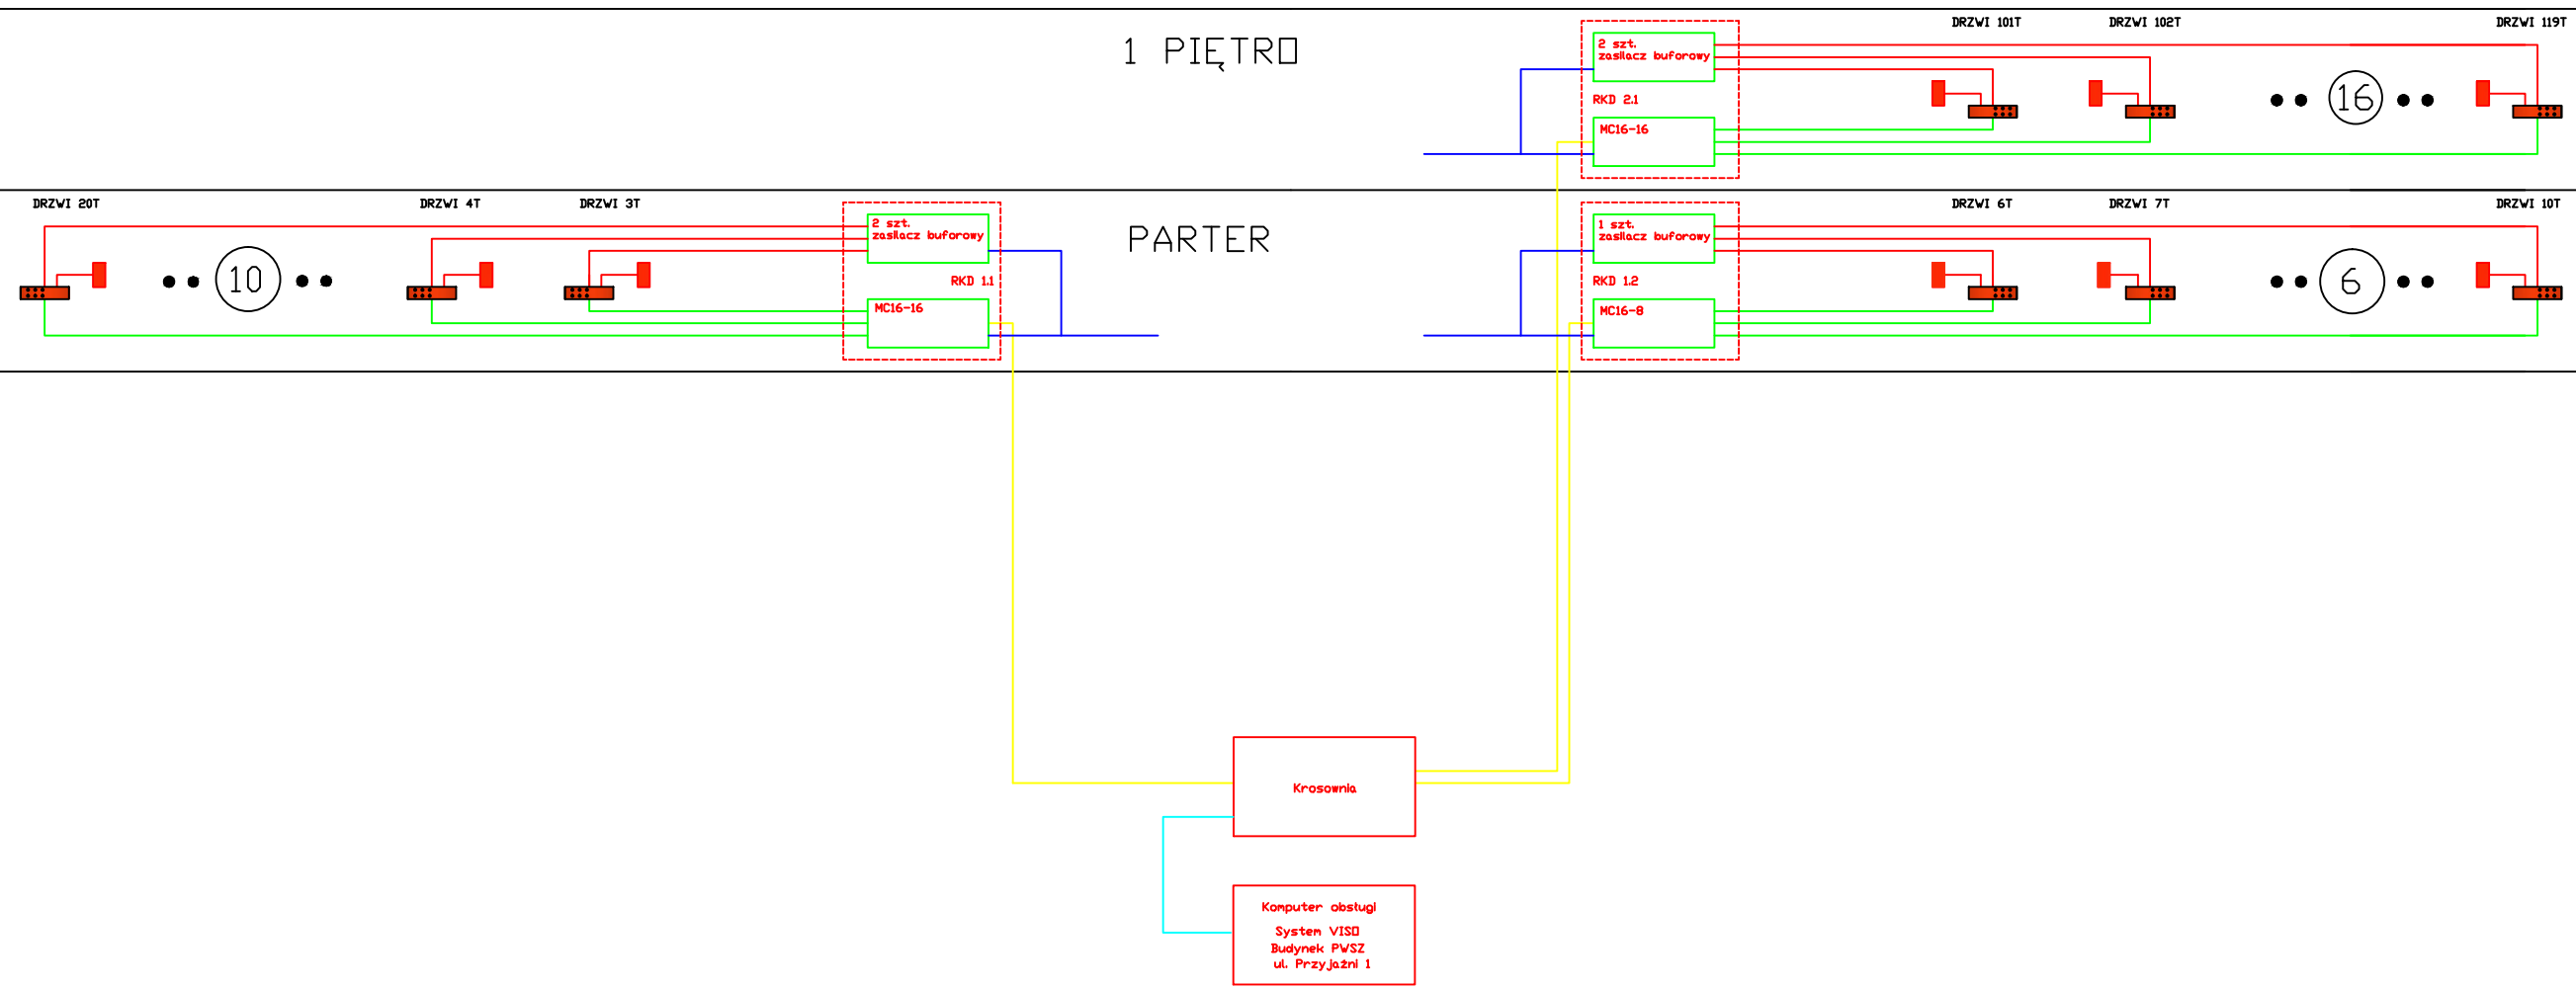 DRZWI 101T
DRZWI 102T
DRZWI 119T
1 PIĘTRO
2 szt.
zasilacz buforowy
RKD 2.1
MC16-16
16
DRZWI 20T
DRZWI 4T
DRZWI 3T
2 szt.
zasilacz buforowy
RKD 1.1
MC16-16
10
PARTER
1 szt.
zasilacz buforowy
RKD 1.2
MC16-8
DRZWI 6T
DRZWI 7T
DRZWI 10T
6
Krosownia
Komputer obsługi
System VISO
Budynek PWSZ
ul. Przyjaźni 1